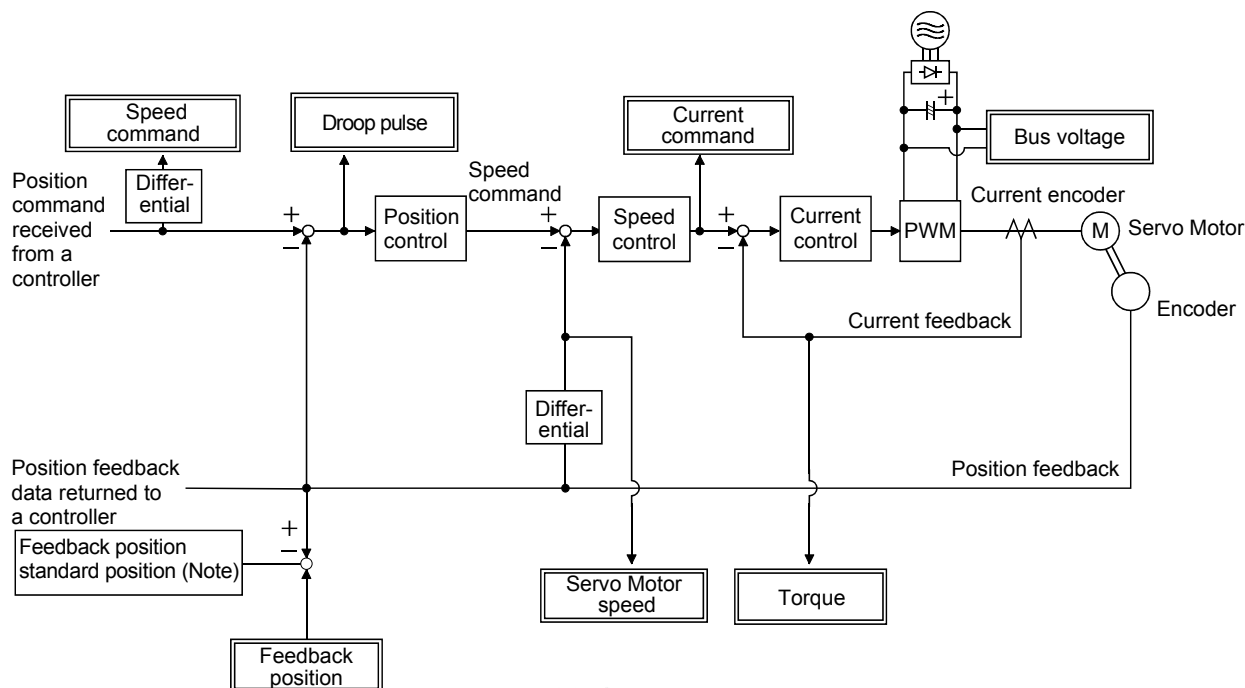 Speed
command
Droop pulse
Current
command
+
Bus voltage
Position
command
received
from a
controller
Differ-
ential
+
−
Position
control
Speed
command
+
−
Speed
control
+
−
Current
control
PWM
Current encoder
M
Servo Motor
Encoder
Current feedback
Differ-
ential
Position feedback
data returned to
a controller
Position feedback
+
−
Feedback position
standard position (Note)
Servo Motor
speed
Torque
Feedback
position